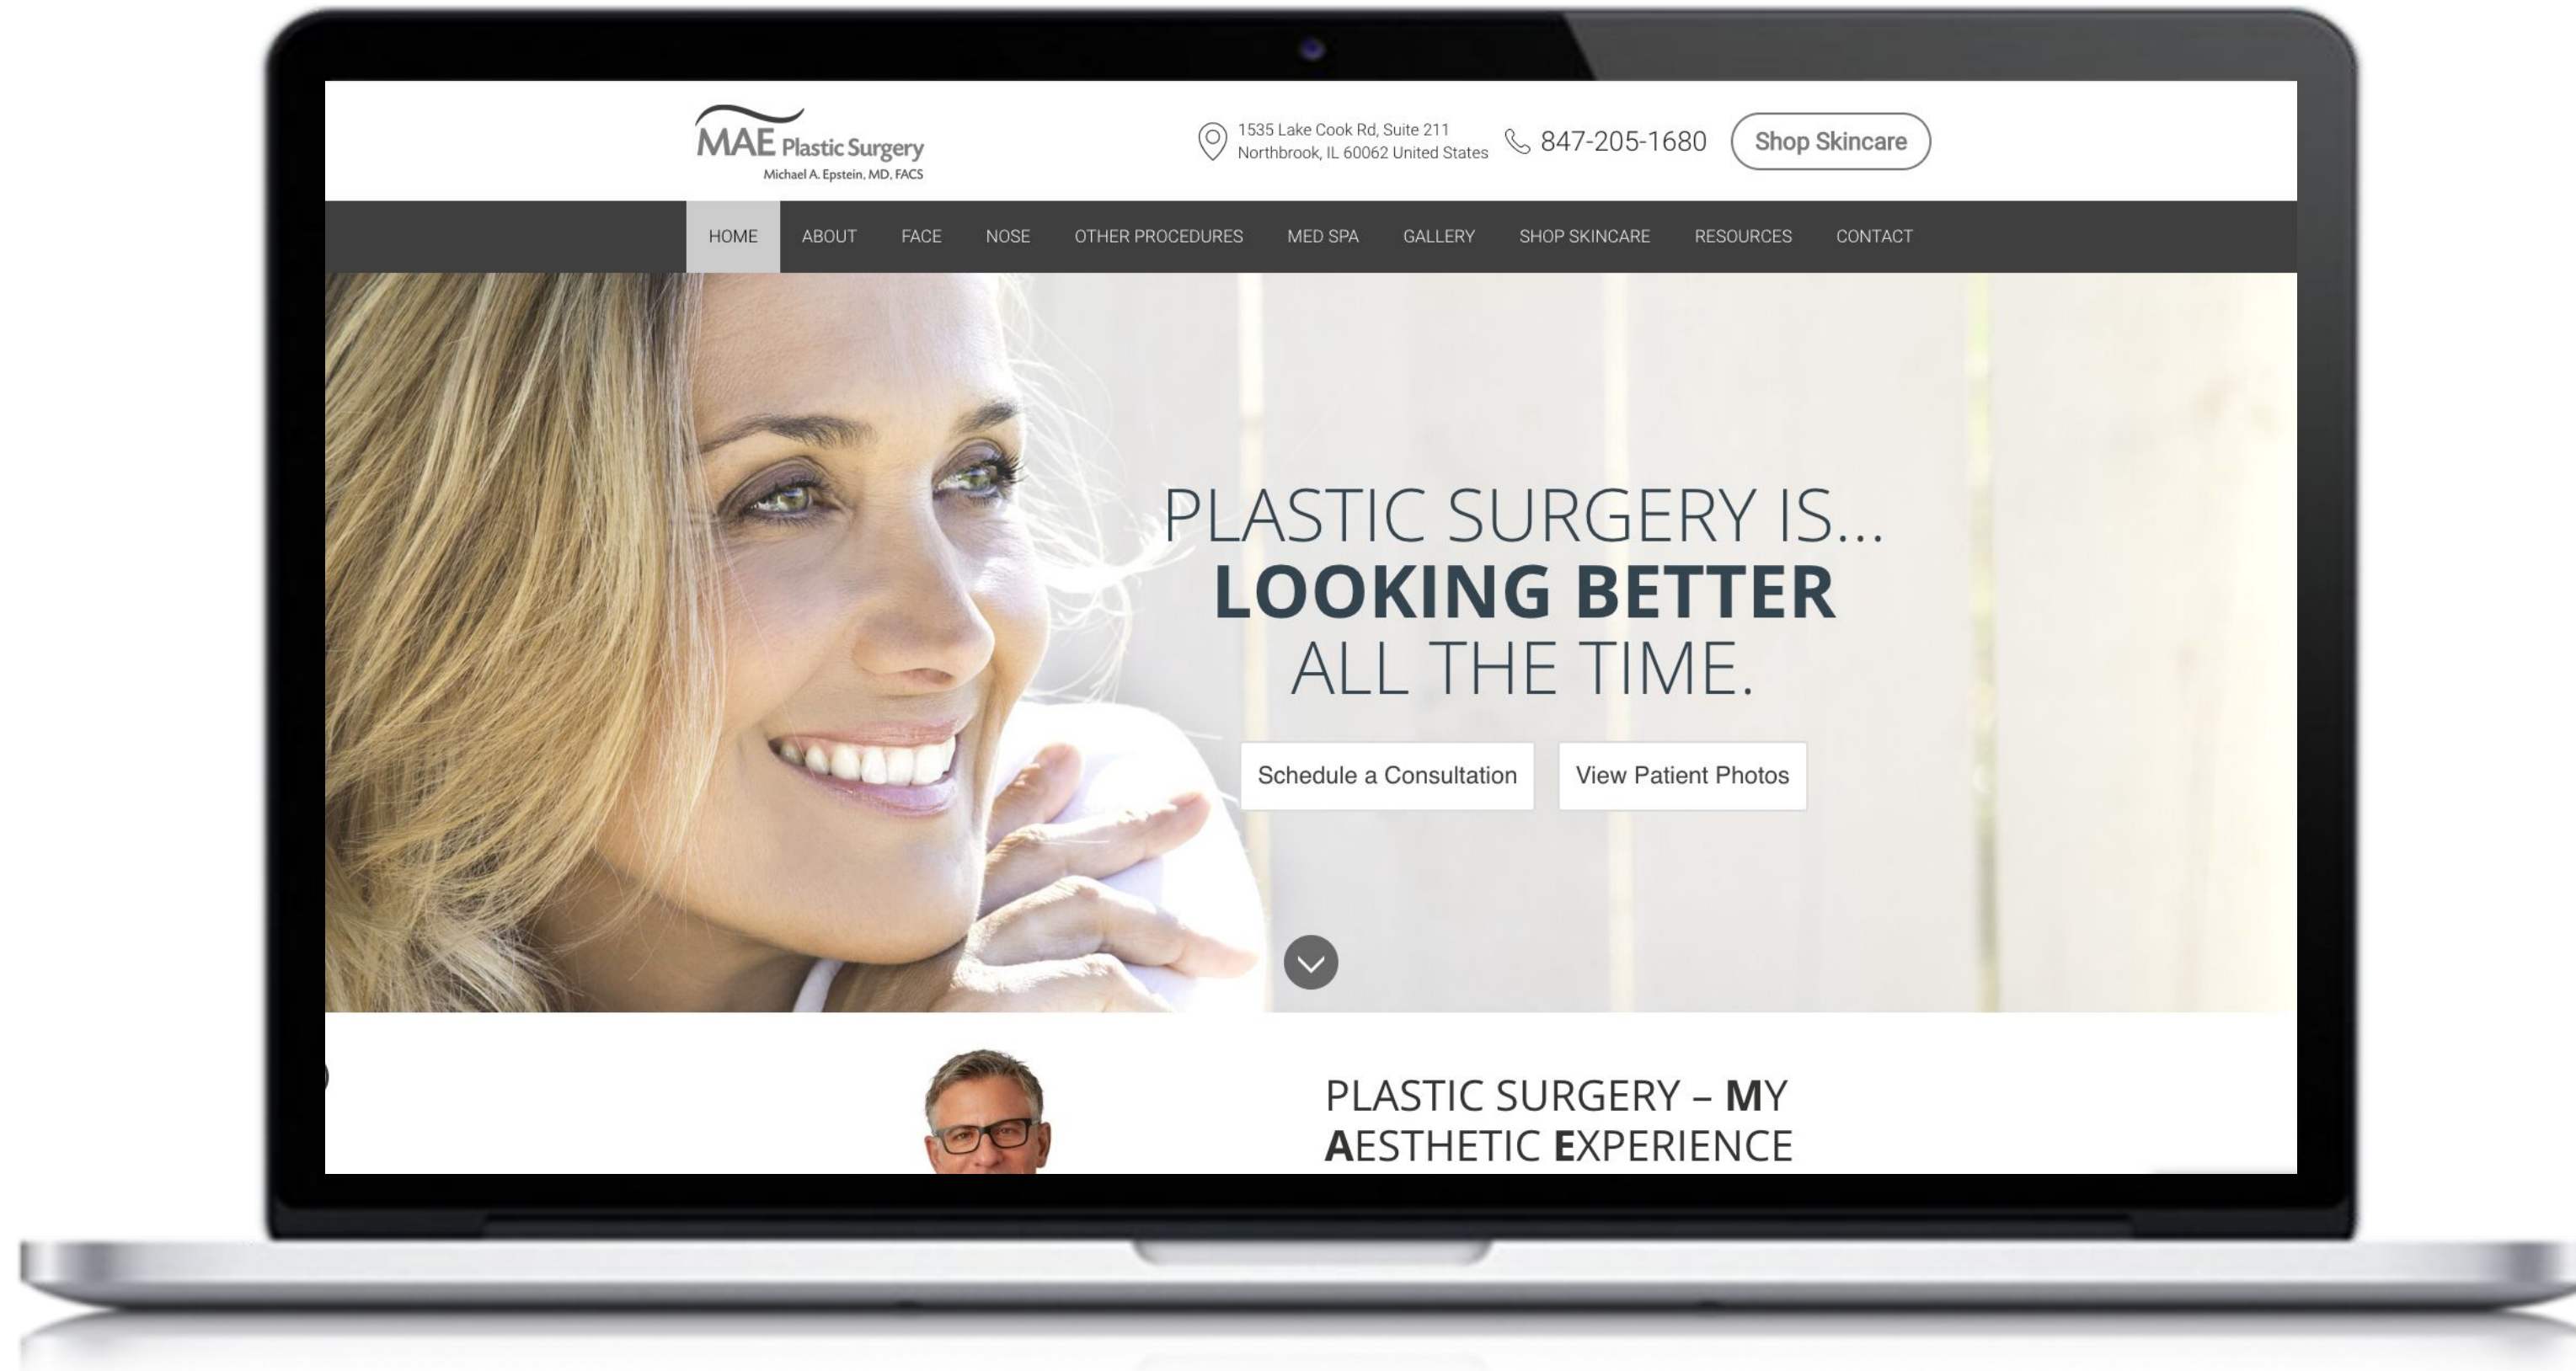 MAE Plastic Surgery
Michael A. Epstein, MD, FACS
1535 Lake Cook Rd, Suite 211
Northbrook, IL 60062 United States
847-205-1680
Shop Skincare
HOME ABOUT FACE NOSE OTHER PROCEDURES MED SPA GALLERY SHOP SKINCARE RESOURCES CONTACT
PLASTIC SURGERY IS...
LOOKING BETTER
ALL THE TIME.
Schedule a Consultation
View Patient Photos
PLASTIC SURGERY – MY
AESTHETIC EXPERIENCE